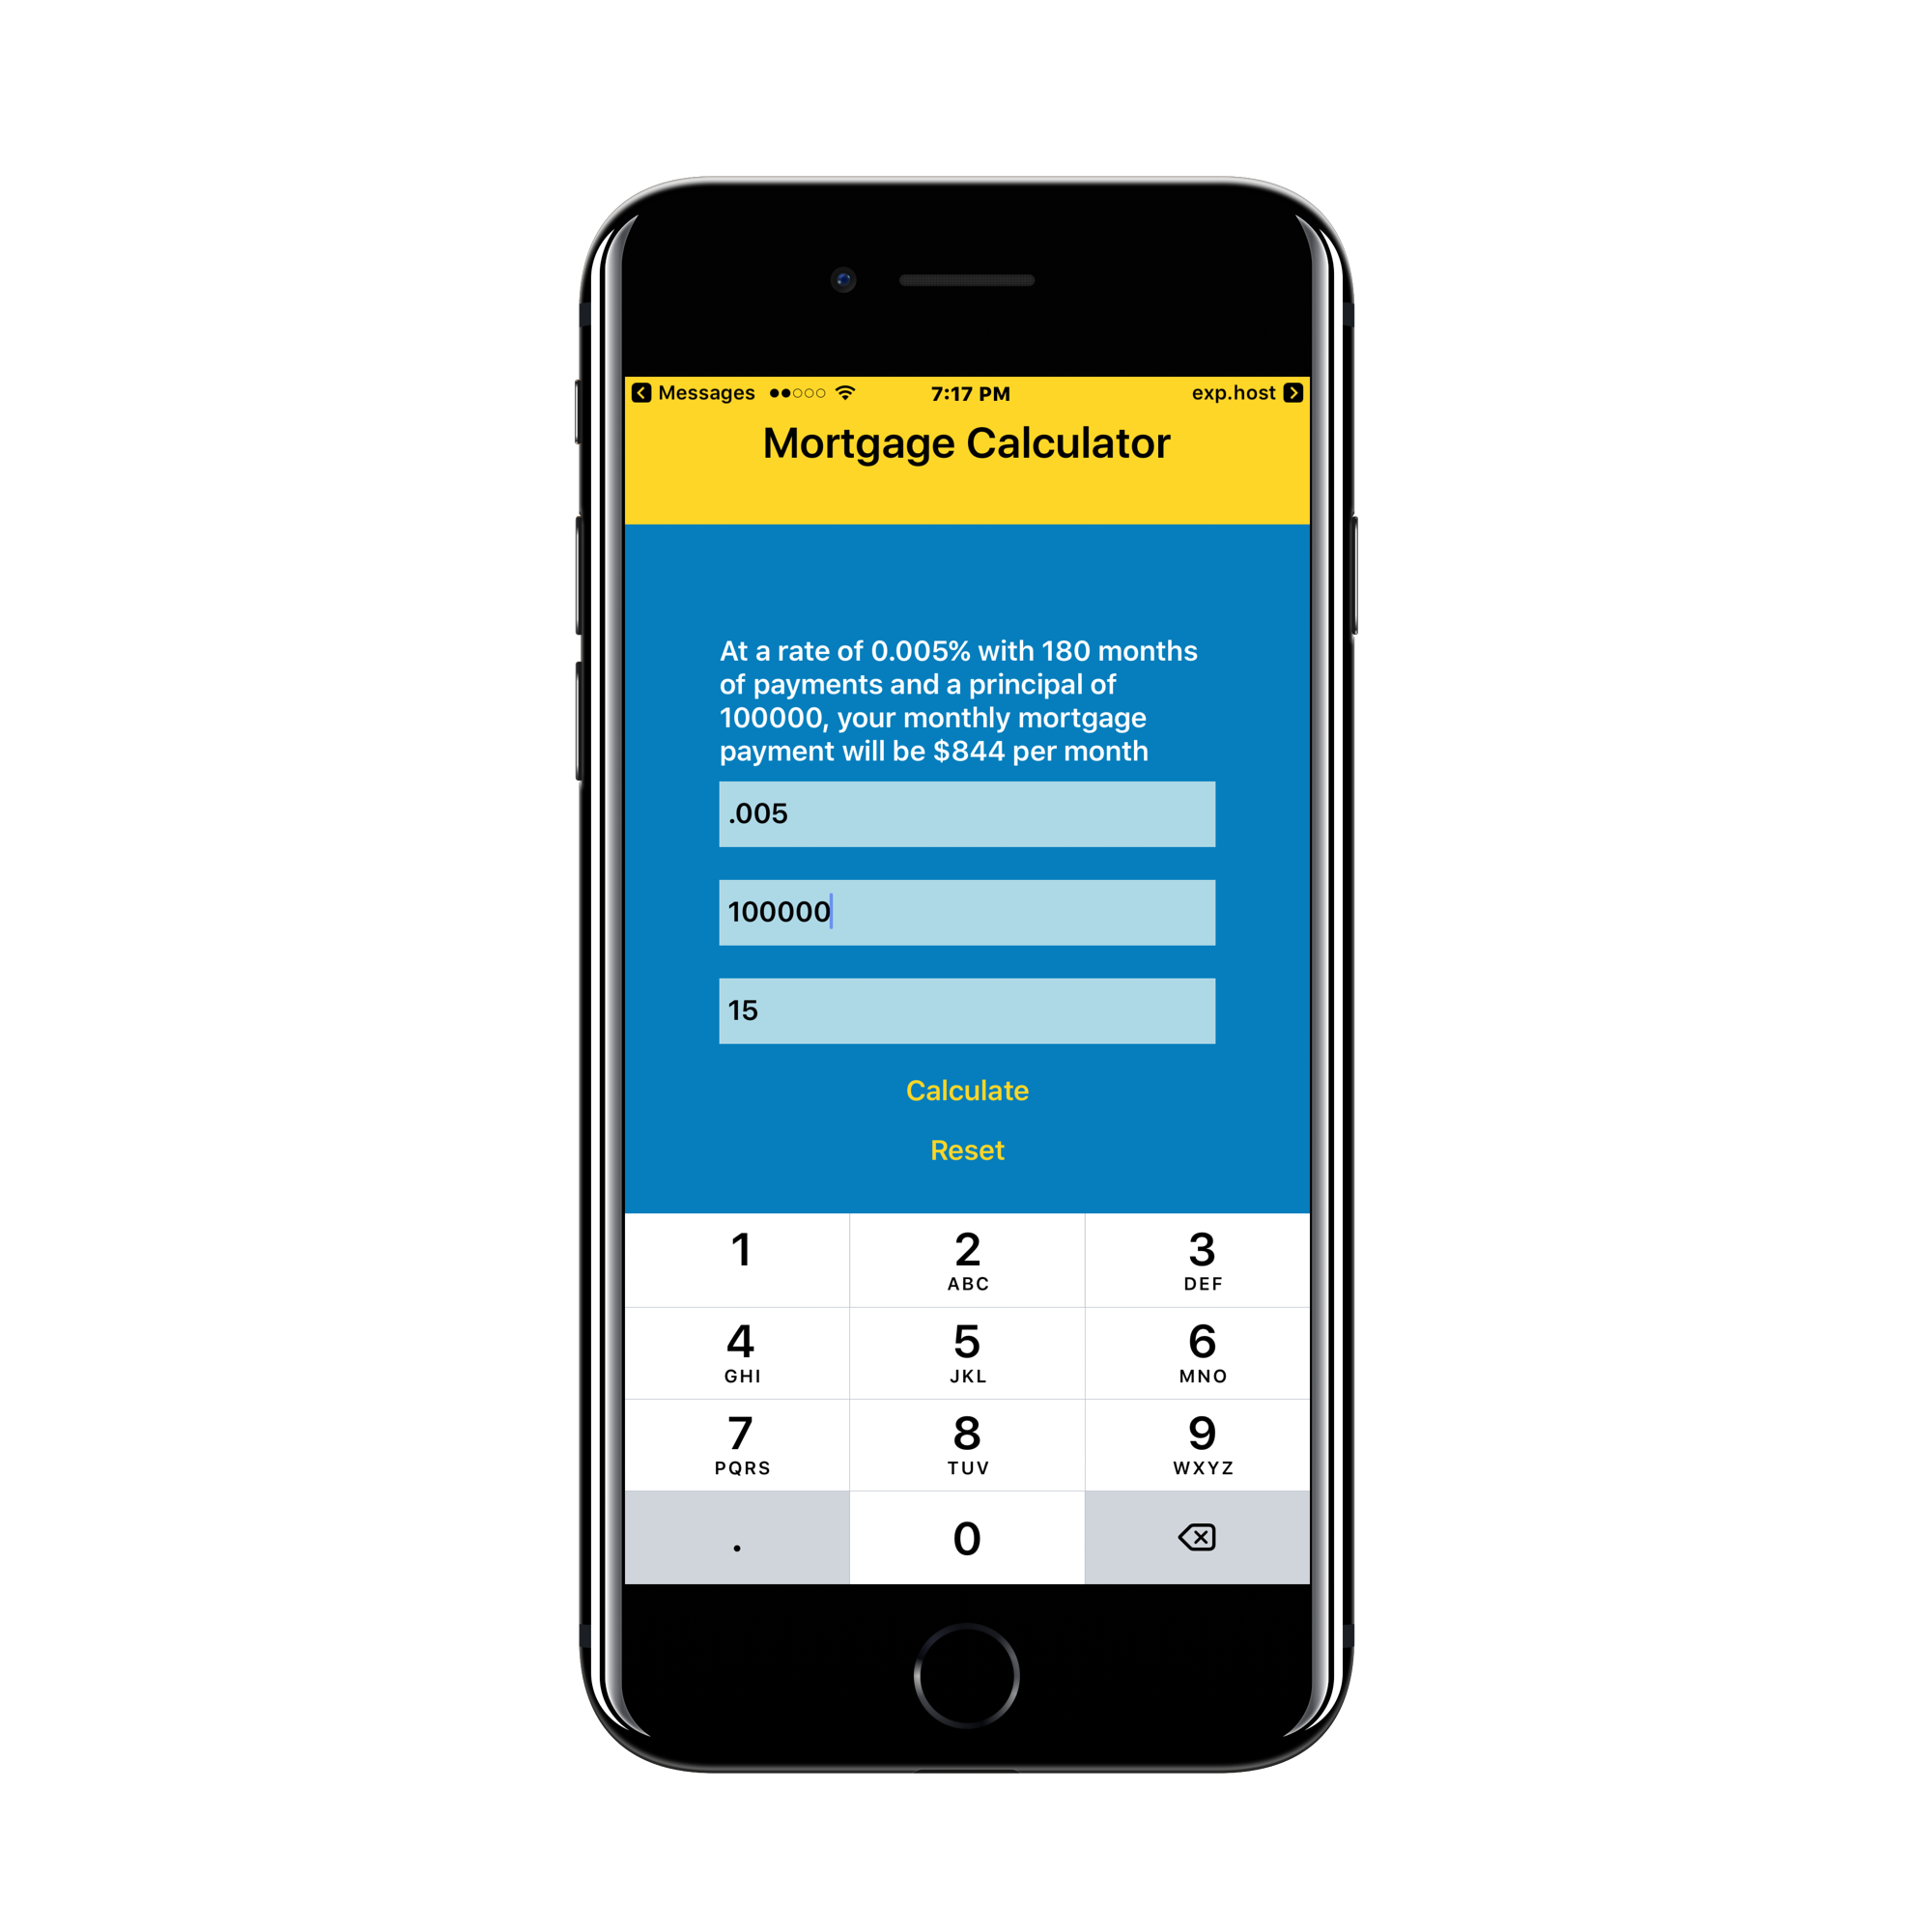 Messages 7:17 PM exp.host
Mortgage Calculator
At a rate of 0.005% with 180 months
of payments and a principal of
100000, your monthly mortgage
payment will be $844 per month
.005
100000
15
Calculate
Reset
1 2 3
ABC DEF
4 5 6
GHI JKL MNO
7 8 9
PQRS TUV WXYZ
. 0